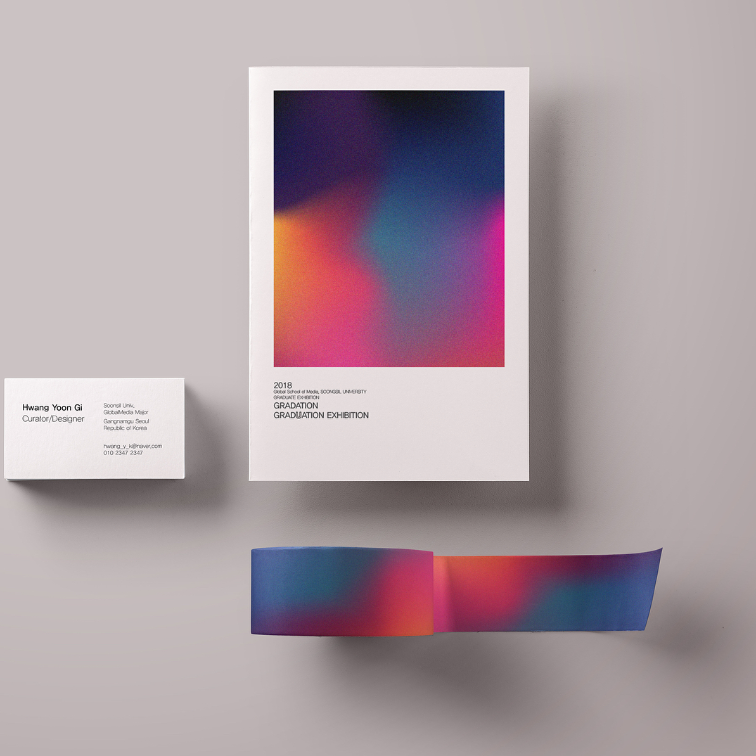 2018
Global School of Media, SOONGSIL UNIVERSITY
GRADUATE EXHIBITION
GRADATION
GRADUATION EXHIBITION
Hwang Yoon Gi
Curator/Designer
Soongil Univ.,
GlobalMedia Major
Gangnamgu Seoul
Republic of Korea
hwang_y_k@naver.com
010 2347 2347